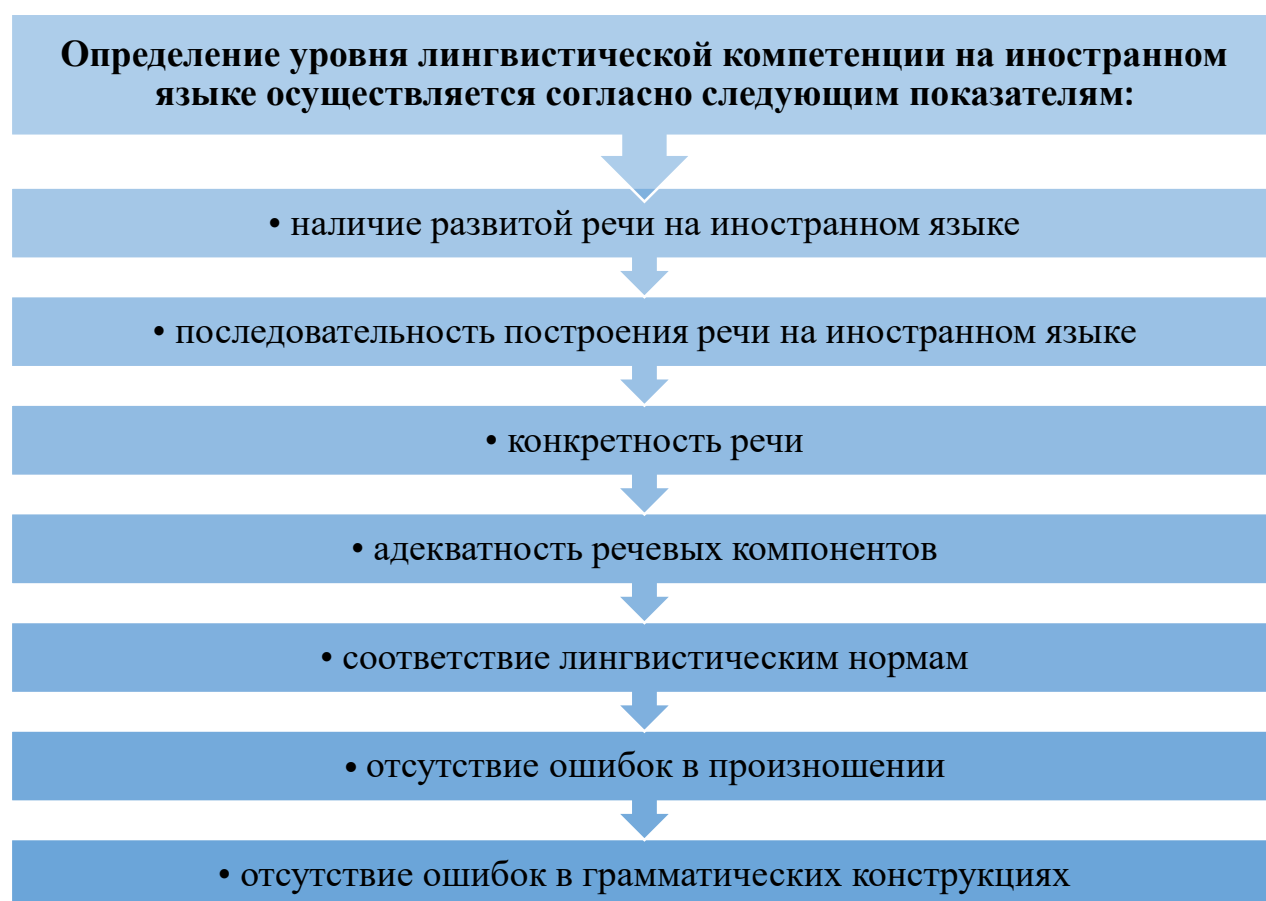 Определение уровня лингвистической компетенции на иностранном
языке осуществляется согласно следующим показателям:
• наличие развитой речи на иностранном языке
• последовательность построения речи на иностранном языке
• конкретность речи
• адекватность речевых компонентов
• соответствие лингвистическим нормам
• отсутствие ошибок в произношении
• отсутствие ошибок в грамматических конструкциях